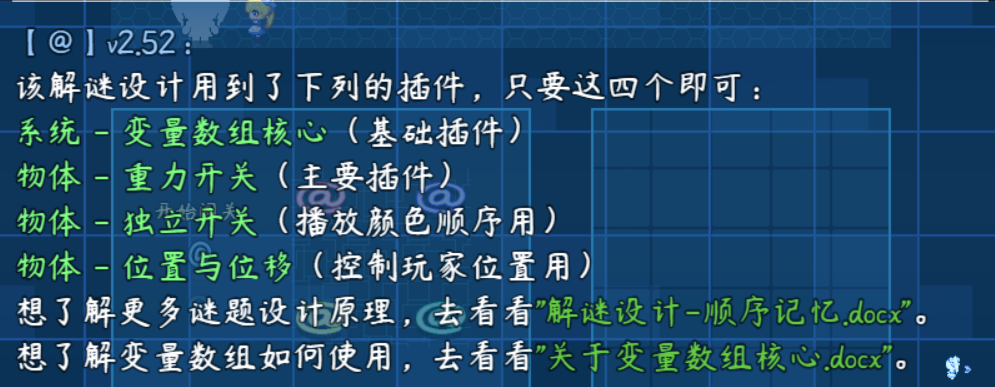 【@】v2.52：
该解谜设计用到了下列的插件，只要这四个即可：
系统 - 变量数组核心（基础插件）
物体 - 重力开关（主要插件）
物体 - 独立开关（播放颜色顺序用）
物体 - 位置与位移（控制玩家位置用）
想了解更多谜题设计原理，去看看"解谜设计-顺序记忆.docx"。
想了解变量数组如何使用，去看看"关于变量数组核心.docx"。